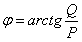 φ = arctg Q/P